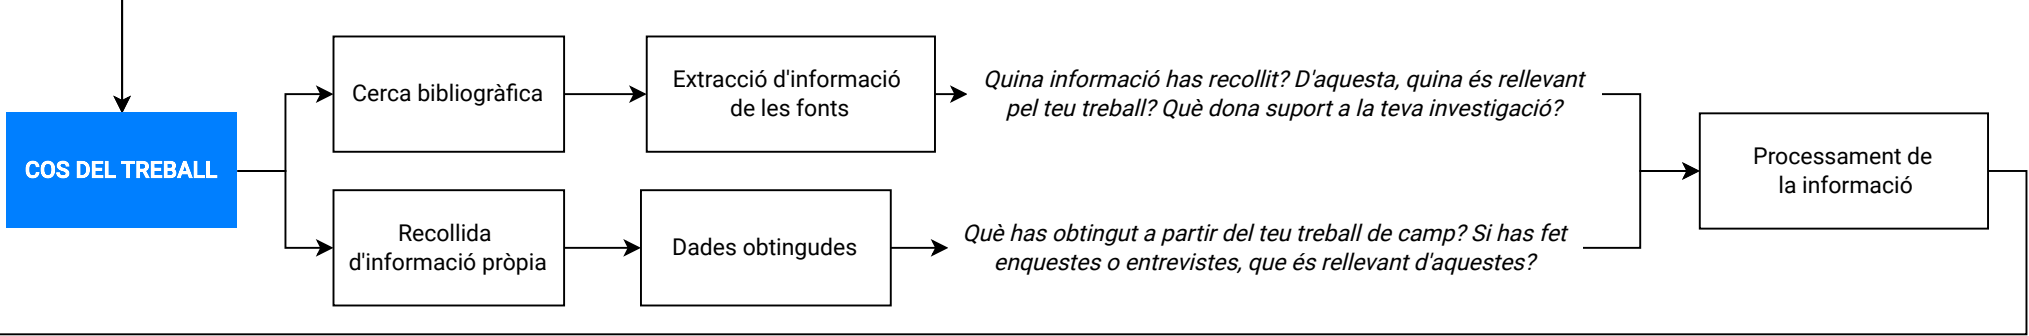 COS DEL TREBALL
Cerca bibliogràfica
Extracció d'informació
de les fonts
Quina informació has recollit? D'aquesta, quina és rellevant
pel teu treball? Què dona suport a la teva investigació?
Recollida
d'informació pròpia
Dades obtingudes
Què has obtingut a partir del teu treball de camp? Si has fet
enquestes o entrevistes, que és rellevant d'aquestes?
Processament de
la informació